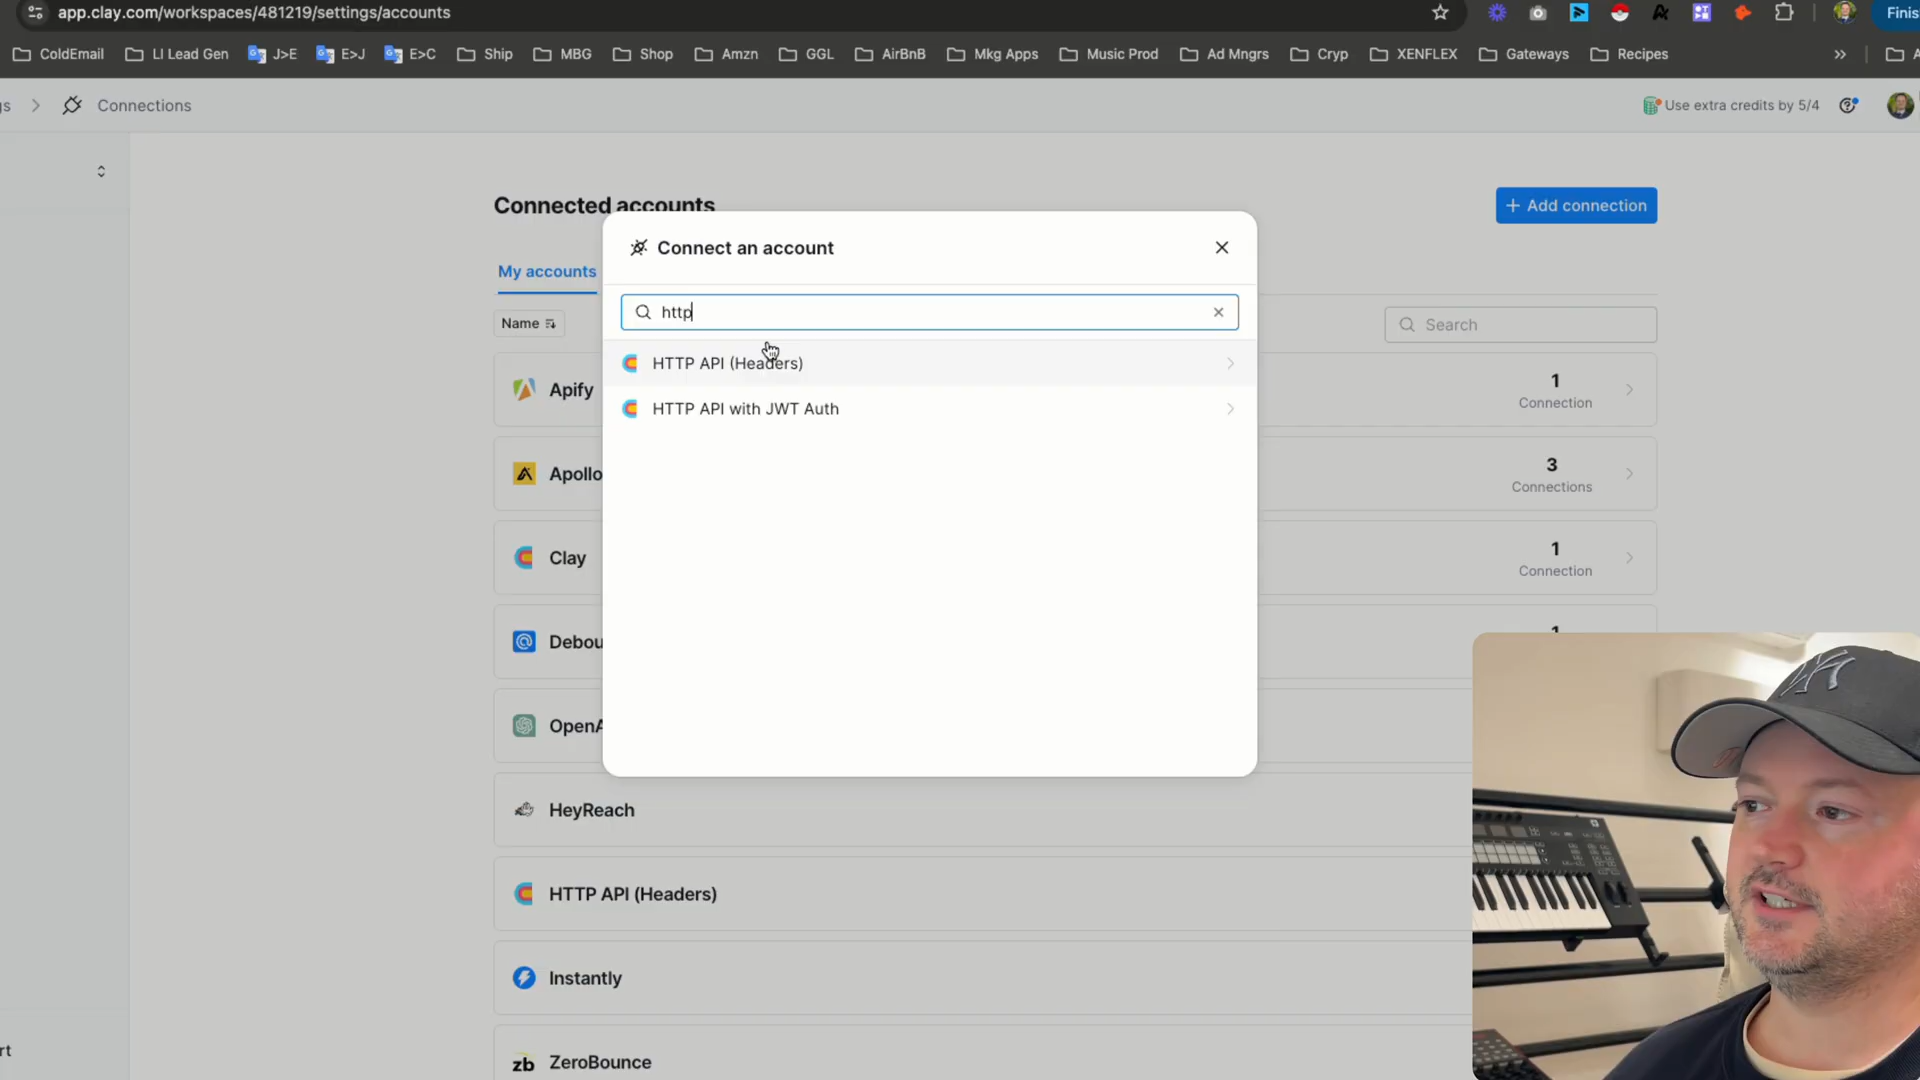 app.clay.com/workspaces/481219/settings/accounts
Finis
ColdEmail
LI Lead Gen
J>E
E>J
E>C
Ship
MBG
Shop
Amzn
GGL
AirBnB
Mkg Apps
Music Prod
Ad Mngrs
Cryp
XENFLEX
Gateways
Recipes
»
A
gs > Connections
Use extra credits by 5/4
Connected accounts
+ Add connection
Connect an account
My accounts
http
Name
Search
HTTP API (Headers)
HTTP API with JWT Auth
Apify
1
Connection
Apollo
3
Connections
Clay
1
Connection
Debou
1
OpenA
HeyReach
HTTP API (Headers)
Instantly
zb ZeroBounce
rt